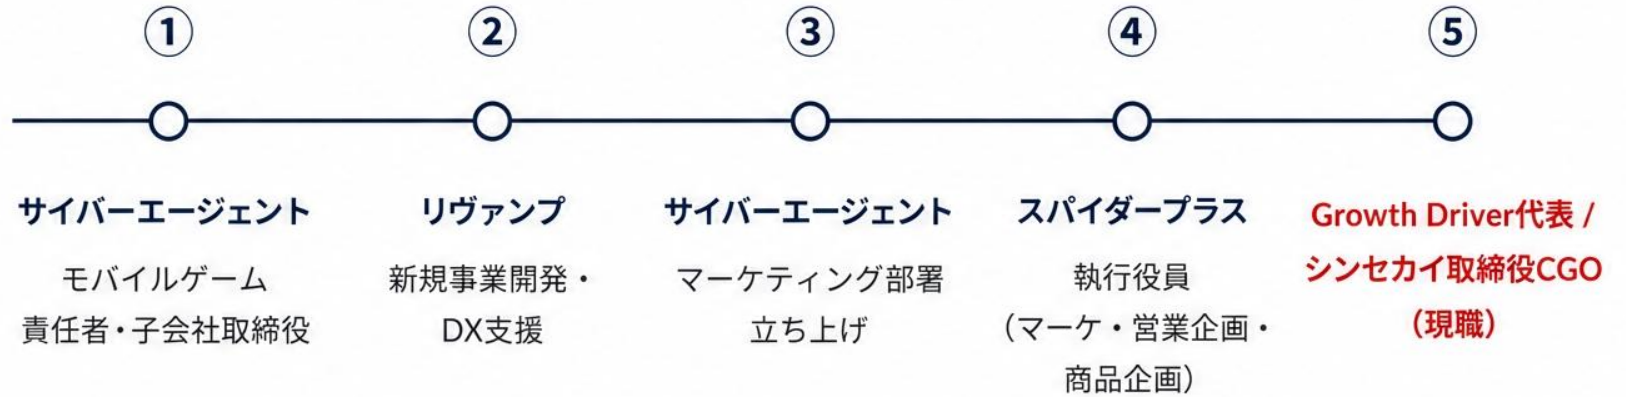 ①
②
③
④
⑤
サイバーエージェント
モバイルゲーム
責任者・子会社取締役
リヴァンプ
新規事業開発・
DX支援
サイバーエージェント
マーケティング部署
立ち上げ
スパイダープラス
執行役員
（マーケ・営業企画・
商品企画）
Growth Driver代表 /
シンセカイ取締役CGO
（現職）